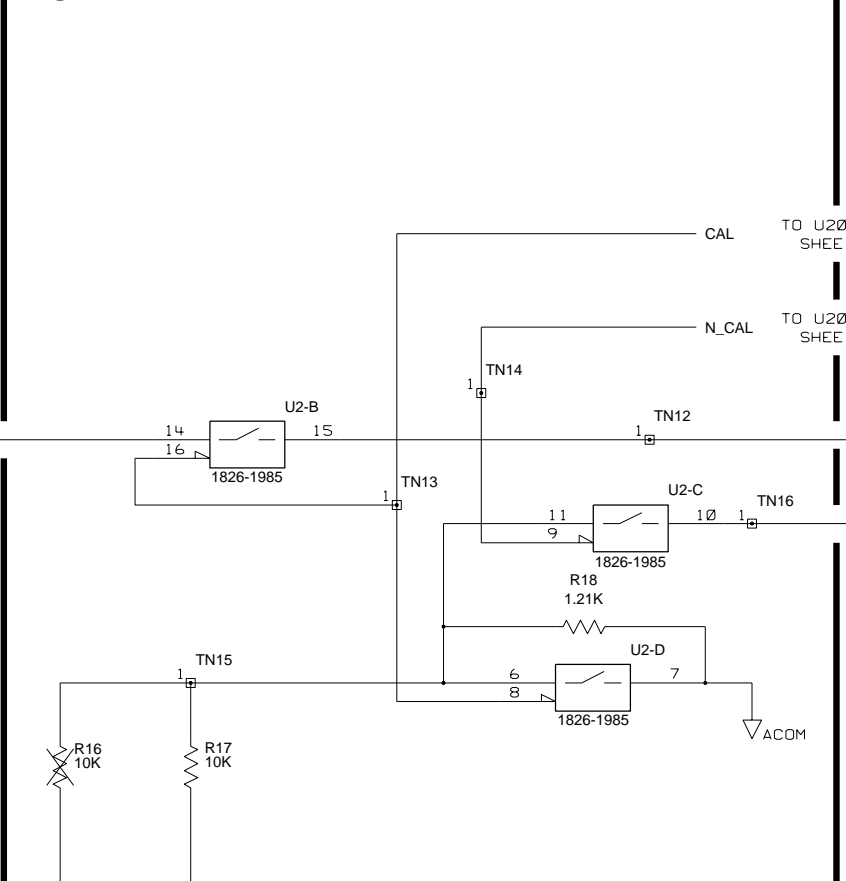 CAL
TO U20
SHEE
N_CAL
TO U20
SHEE
TN14
1
U2-B
TN12
14
15
1
16
1826-1985
TN13
1
U2-C
TN16
11
10
1
9
1826-1985
R18
1.21K
U2-D
TN15
1
6
7
8
1826-1985
ACOM
R16
10K
R17
10K